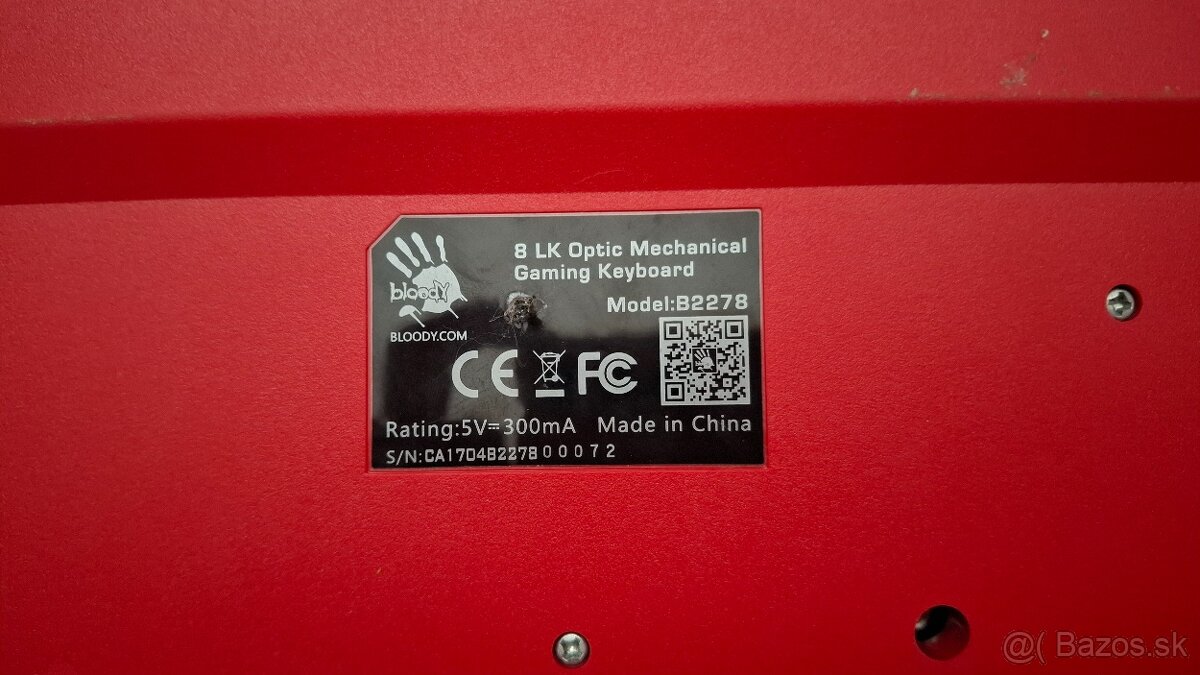 8 LK Optic Mechanical
Gaming Keyboard
Model:B2278
bloody
BLOODY.COM
CE FC
Rating:5V⎓300mA Made in China
S/N:CA1704B227800072
@( Bazos.sk